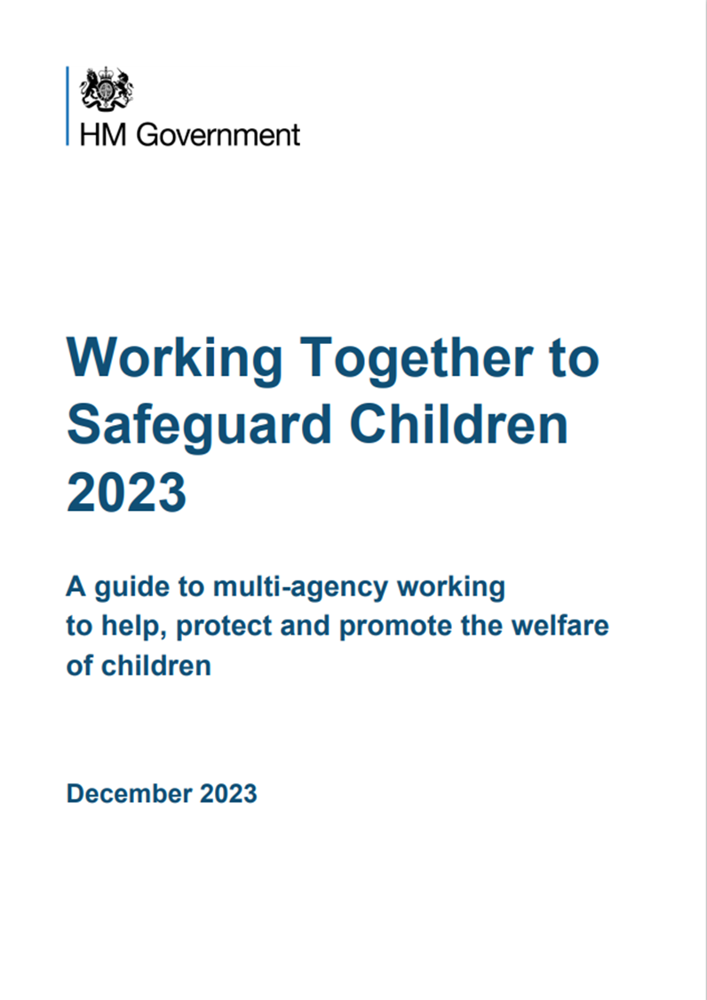 HM Government
Working Together to
Safeguard Children
2023
A guide to multi-agency working
to help, protect and promote the welfare
of children
December 2023